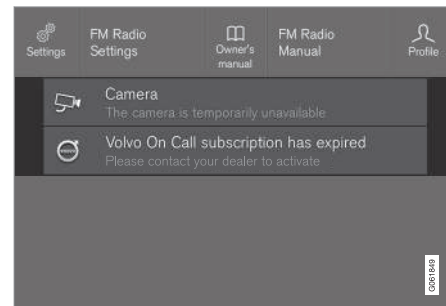 Settings
FM Radio
Settings
Owner's
manual
FM Radio
Manual
Profile
Camera
The camera is temporarily unavailable
Volvo On Call subscription has expired
Please contact your dealer to activate
G061849